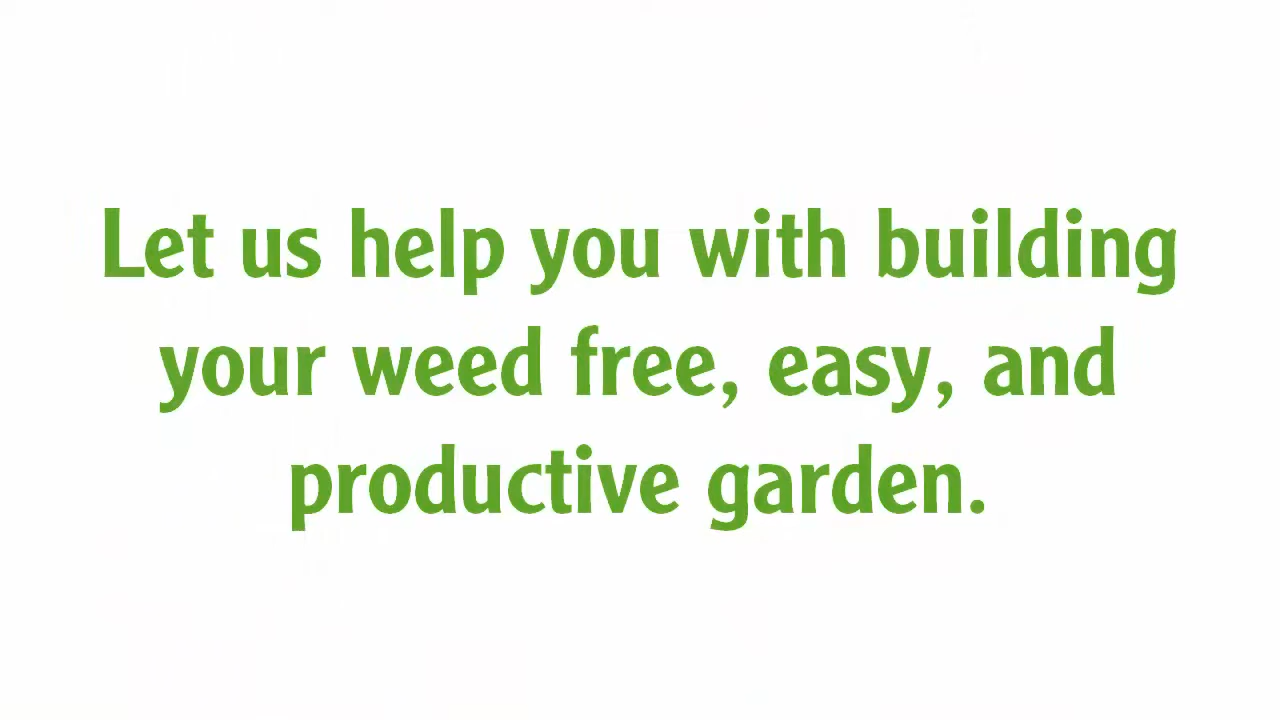 Let us help you with building
your weed free, easy, and
productive garden.